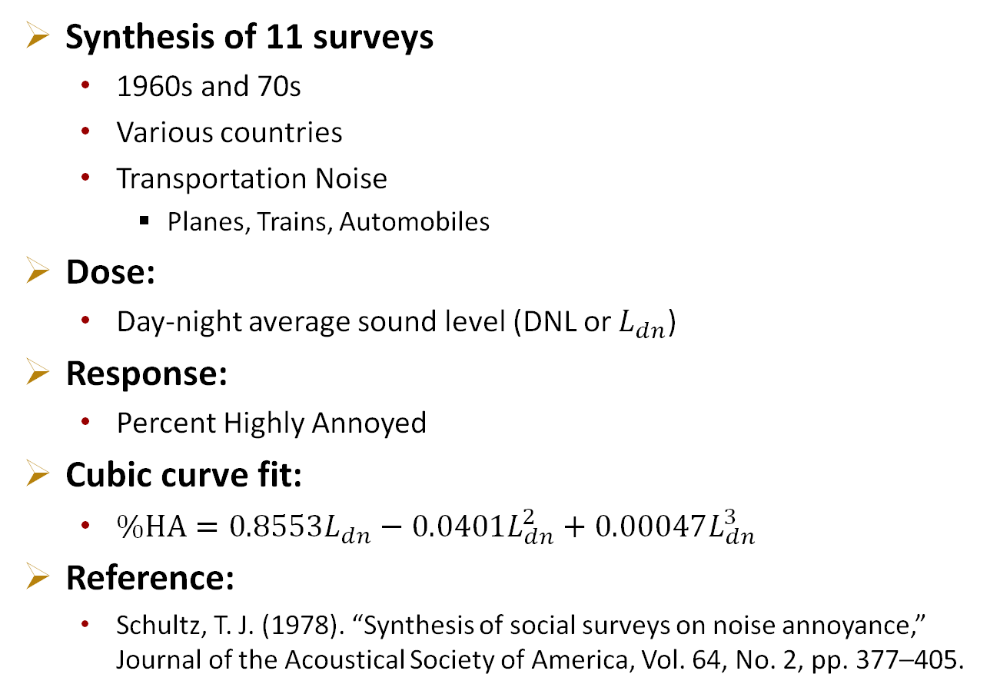 Synthesis of 11 surveys
1960s and 70s
Various countries
Transportation Noise
Planes, Trains, Automobiles
Dose:
Day-night average sound level (DNL or L_{dn})
Response:
Percent Highly Annoyed
Cubic curve fit:
%HA = 0.8553L_{dn} − 0.0401L_{dn}^{2} + 0.00047L_{dn}^{3}
Reference:
Schultz, T. J. (1978). “Synthesis of social surveys on noise annoyance,”
Journal of the Acoustical Society of America, Vol. 64, No. 2, pp. 377–405.